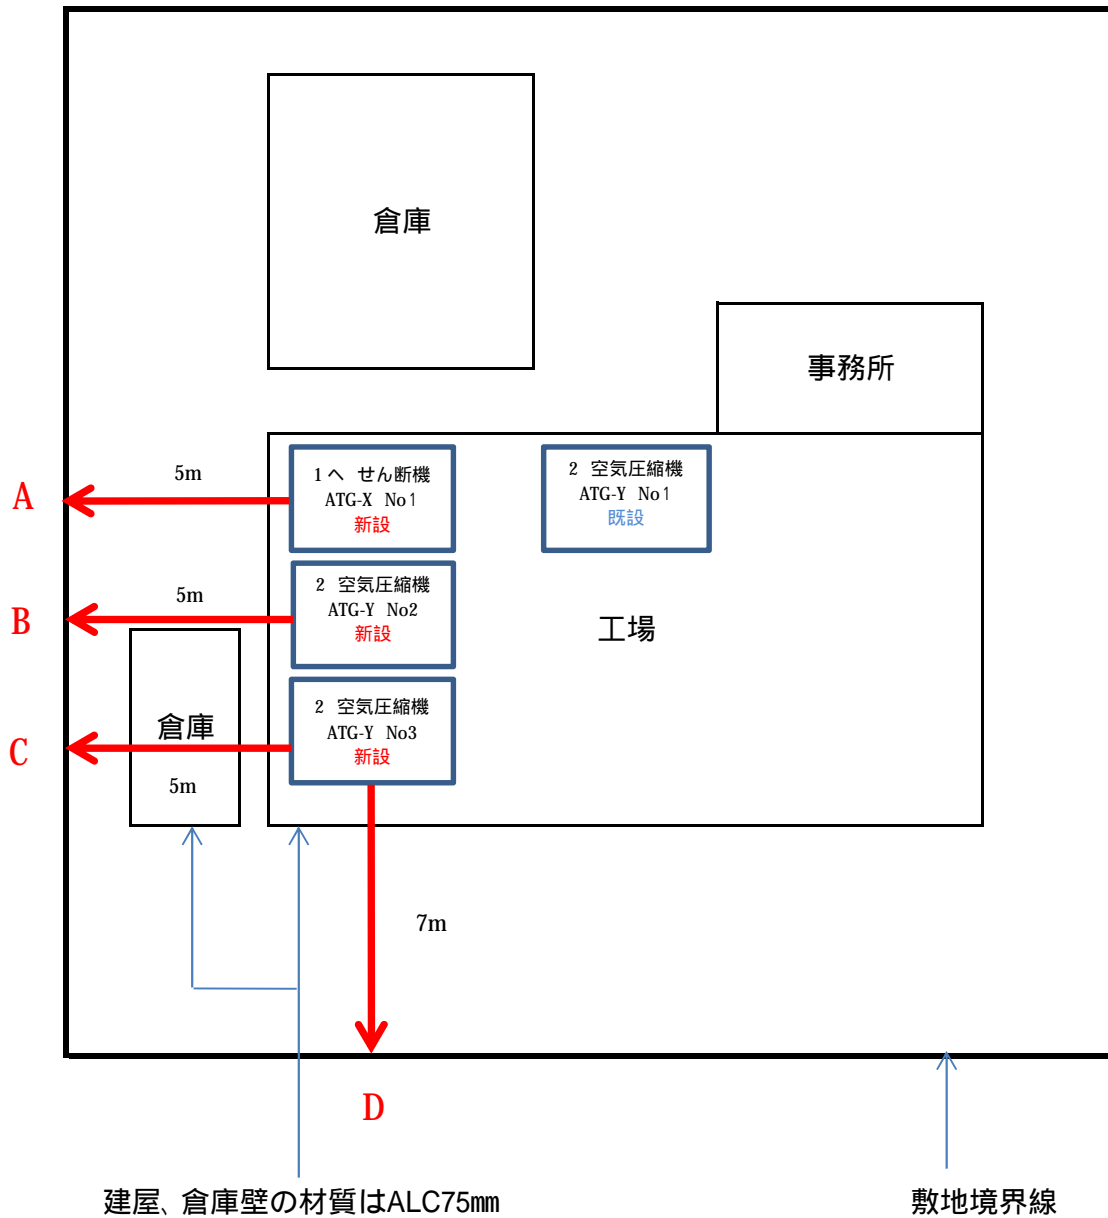 倉庫
事務所
1へ せん断機
ATG-X No1
新設
2 空気圧縮機
ATG-Y No1
既設
5m
A
2 空気圧縮機
ATG-Y No2
新設
5m
B
工場
2 空気圧縮機
ATG-Y No3
新設
倉庫
C
5m
7m
D
建屋、倉庫壁の材質はALC75㎜
敷地境界線